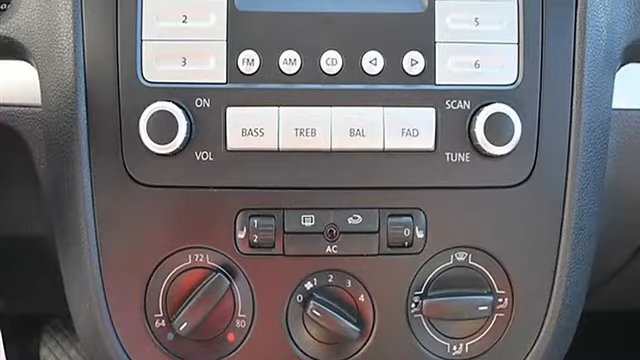 2
5
3
FM AM CD
6
ON
SCAN
BASS TREB BAL FAD
VOL
TUNE
1
2
AC
0
72
64 80
0 1 2 3 4